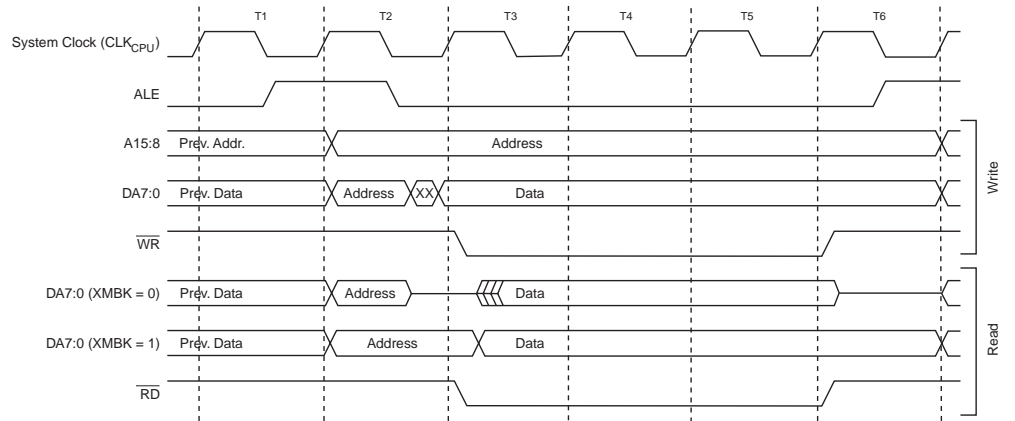 T1 T2 T3 T4 T5 T6
System Clock (CLKCPU)
ALE
A15:8 Prev. Addr. Address
DA7:0 Prev. Data Address XX Data
WR
Write
DA7:0 (XMBK = 0) Prev. Data Address Data
DA7:0 (XMBK = 1) Prev. Data Address Data
RD
Read